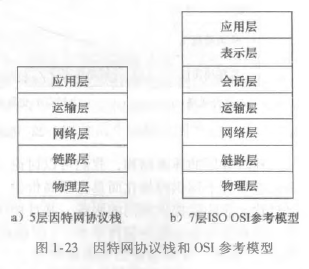 应用层
运输层
网络层
链路层
物理层
a）5层因特网协议栈
应用层
表示层
会话层
运输层
网络层
链路层
物理层
b）7层ISO OSI参考模型
图 1-23 因特网协议栈和 OSI 参考模型